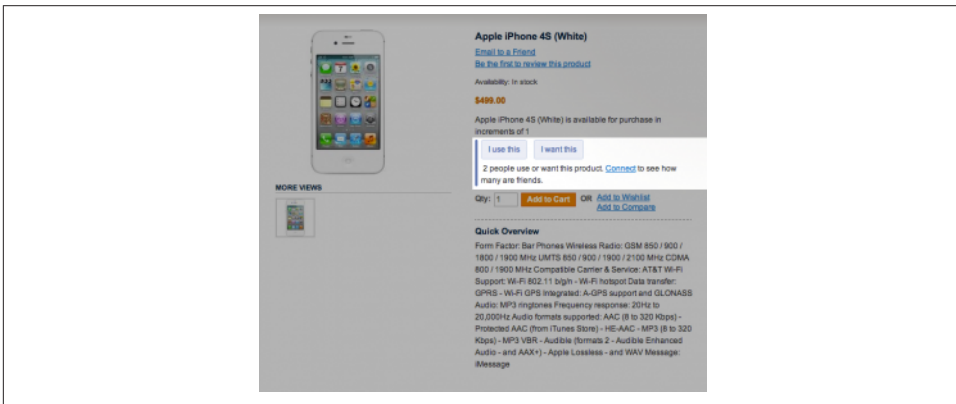 Apple iPhone 4S (White)
Email to a Friend
Be the first to review this product
Availability: In stock
$499.00
Apple iPhone 4S (White) is available for purchase in
increments of 1
I use this I want this
2 people use or want this product. Connect to see how
many are friends.
MORE VIEWS
Qty: 1 Add to Cart OR Add to Wishlist
Add to Compare
Quick Overview
Form Factor: Bar Phones Wireless Radio: GSM 850 / 900 /
1800 / 1900 MHz UMTS 850 / 900 / 1900 / 2100 MHz CDMA
800 / 1900 MHz Compatible Carrier & Service: AT&T Wi-Fi
Support: Wi-Fi 802.11 b/g/n - Wi-Fi hotspot Data transfer:
GPRS - Wi-Fi GPS Integrated: A-GPS support and GLONASS
Audio: MP3 ringtones Frequency response: 20Hz to
20,000Hz Audio formats supported: AAC (8 to 320 Kbps) -
Protected AAC (from iTunes Store) - HE-AAC - MP3 (8 to 320
Kbps) - MP3 VBR - Audible (formats 2 - Audible Enhanced
Audio - and AAX+) - Apple Lossless - and WAV Message:
iMessage